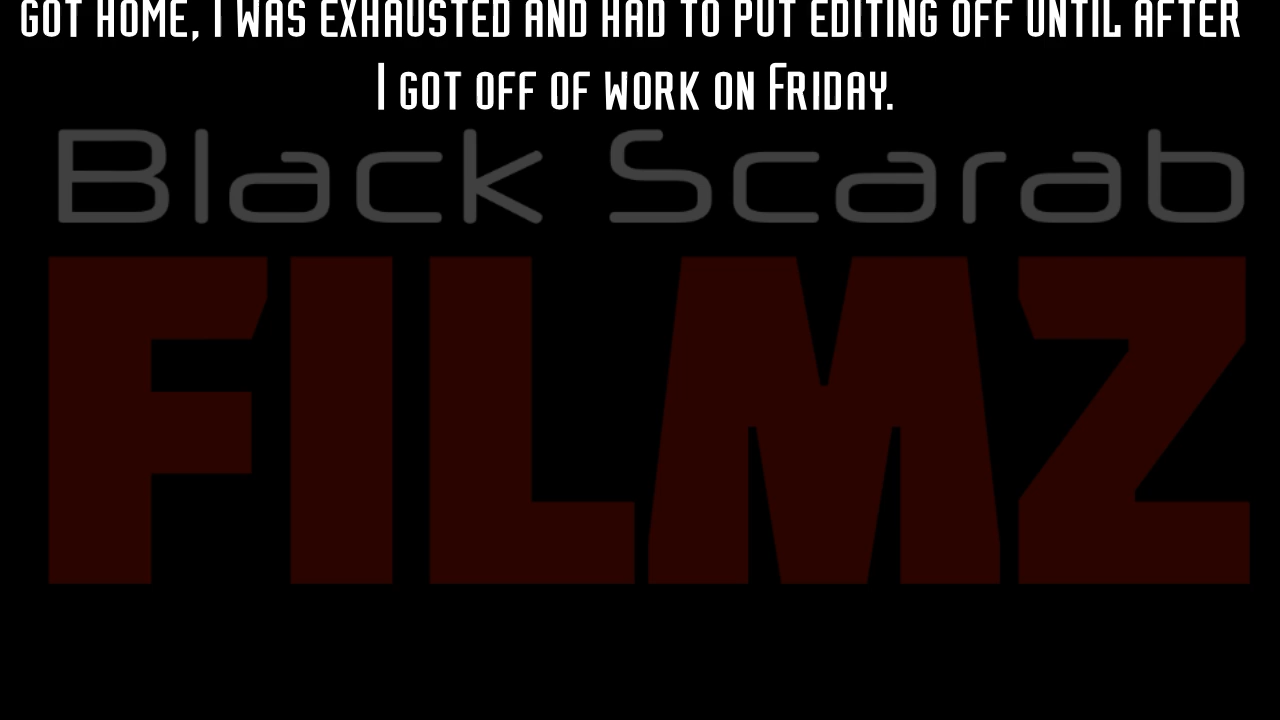 got home, I was exhausted and had to put editing off until after
I got off of work on Friday.
Black Scarab
FILMZ